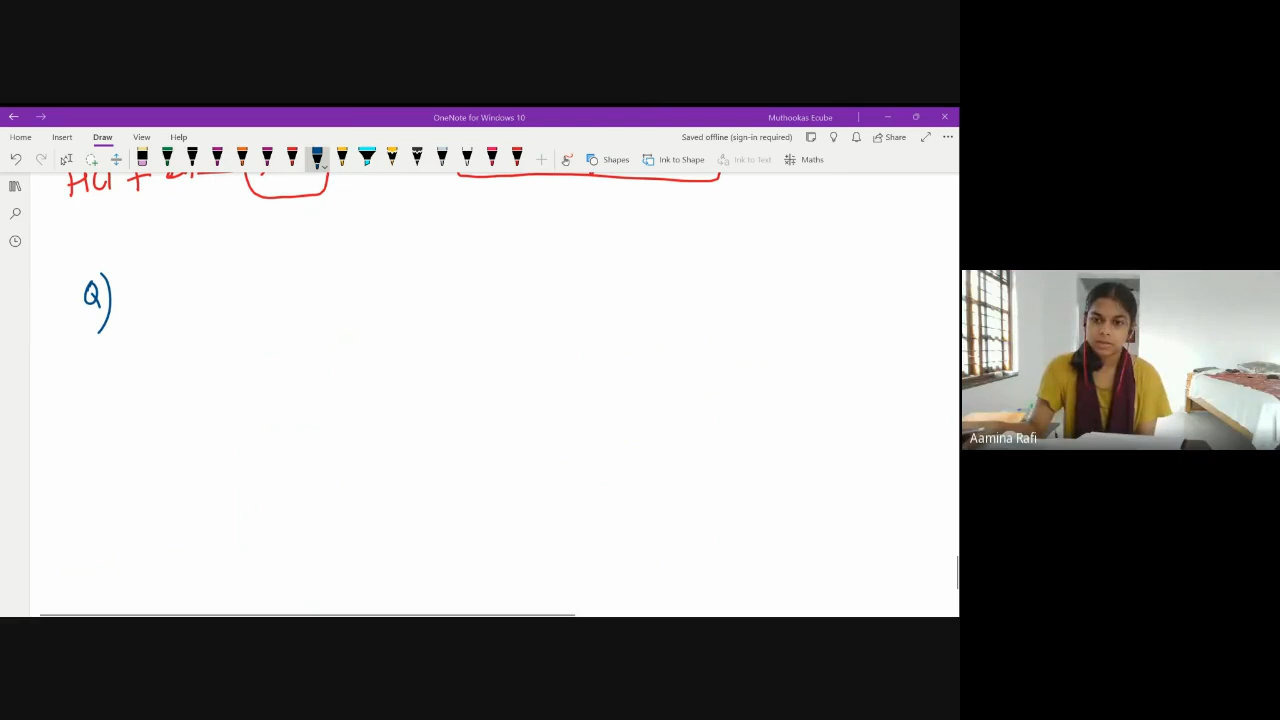 OneNote for Windows 10
Muthookas Ecube
Home Insert Draw View Help
Saved offline (sign-in required)
Share
Shapes
Ink to Shape
Ink to Text
Maths
HCl +
Q)
Aamina Rafi